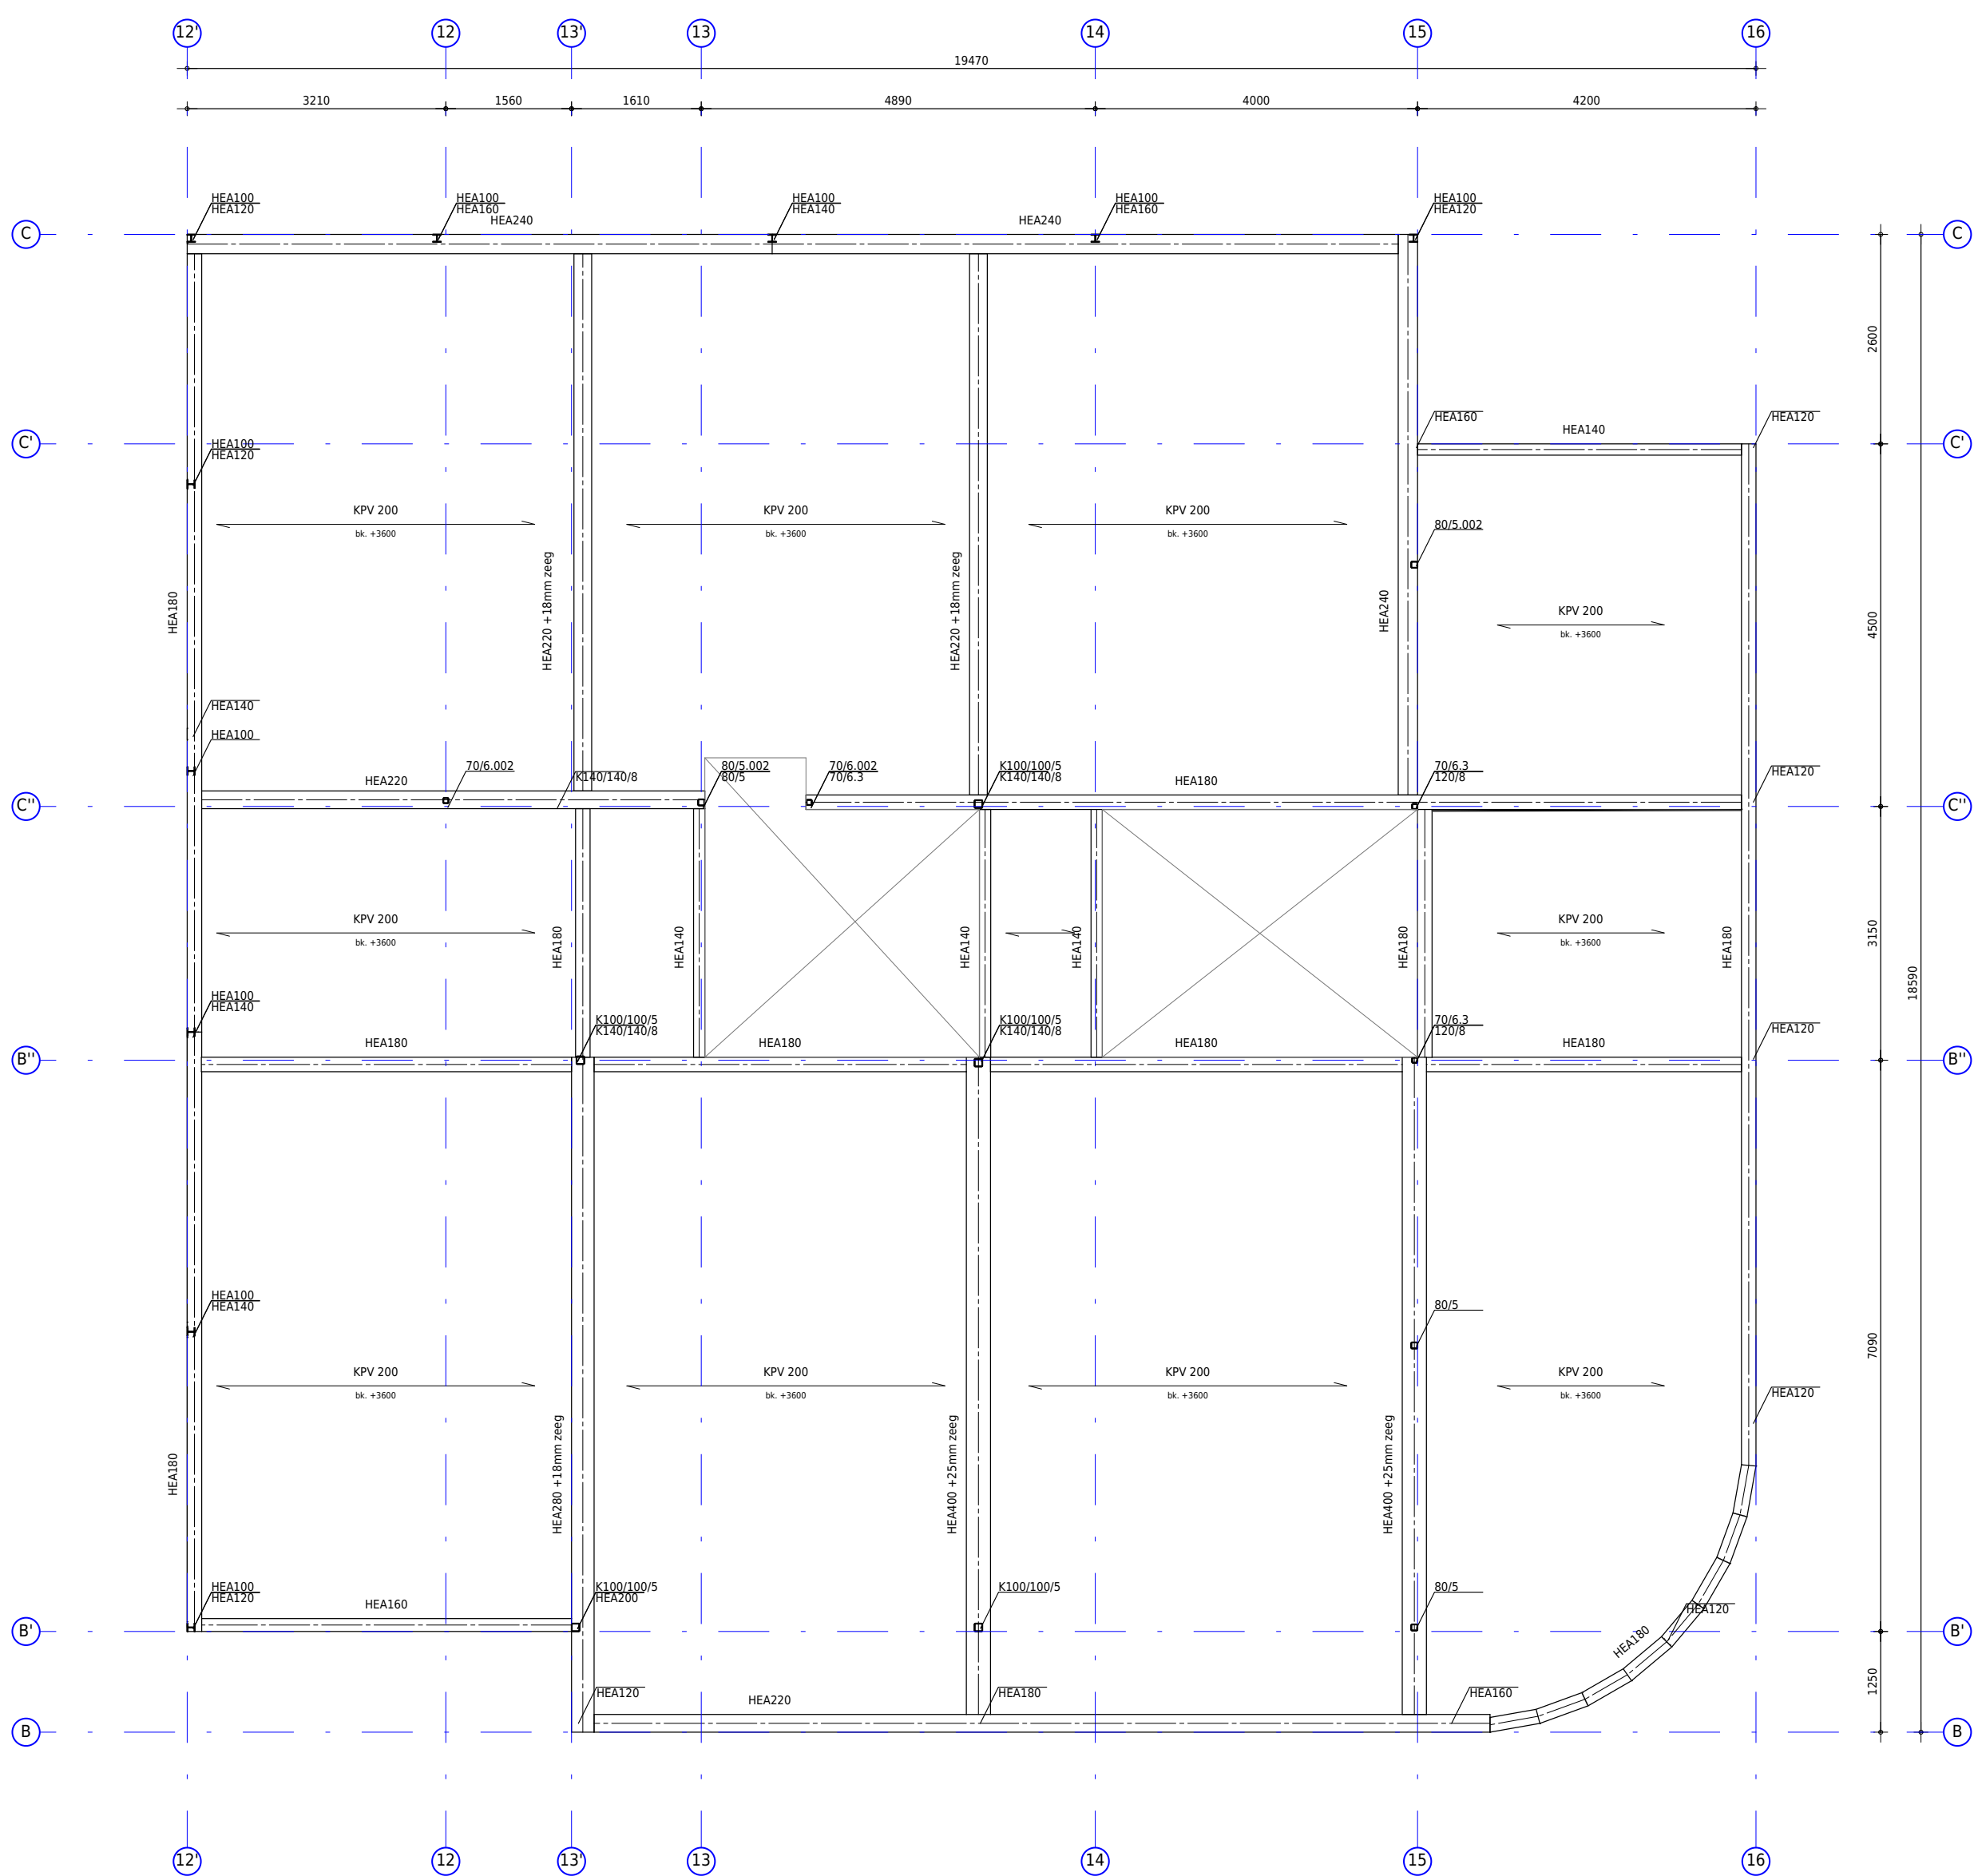 12' 12 13' 13 14 15 16
19470
3210 1560 1610 4890 4000 4200
HEA100
HEA120
HEA100
HEA160
HEA240
HEA100
HEA140
HEA240
HEA100
HEA160
HEA100
HEA120
C C
2600
C' C'
HEA100
HEA120
HEA160
HEA140
HEA120
KPV 200
bk. +3600
KPV 200
bk. +3600
KPV 200
bk. +3600
80/5.002
HEA180
HEA220 +18mm zeeg
HEA220 +18mm zeeg
HEA240
KPV 200
bk. +3600
4500
HEA140
HEA100
HEA220
70/6.002
K140/140/8
80/5.002
80/5
70/6.002
70/6.3
K100/100/5
K140/140/8
HEA180
70/6.3
120/8
HEA120
C'' C''
KPV 200
bk. +3600
HEA180
HEA140
HEA140
HEA140
HEA180
KPV 200
bk. +3600
HEA180
3150
18590
HEA100
HEA140
HEA180
K100/100/5
K140/140/8
HEA180
K100/100/5
K140/140/8
HEA180
70/6.3
120/8
HEA180
HEA120
B'' B''
HEA100
HEA140
80/5
KPV 200
bk. +3600
KPV 200
bk. +3600
KPV 200
bk. +3600
KPV 200
bk. +3600
HEA120
7090
HEA180
HEA280 +18mm zeeg
HEA400 +25mm zeeg
HEA400 +25mm zeeg
HEA100
HEA120
HEA160
K100/100/5
HEA200
K100/100/5
80/5
HEA120
HEA180
B' B'
1250
HEA120
HEA220
HEA180
HEA160
B B
12' 12 13' 13 14 15 16